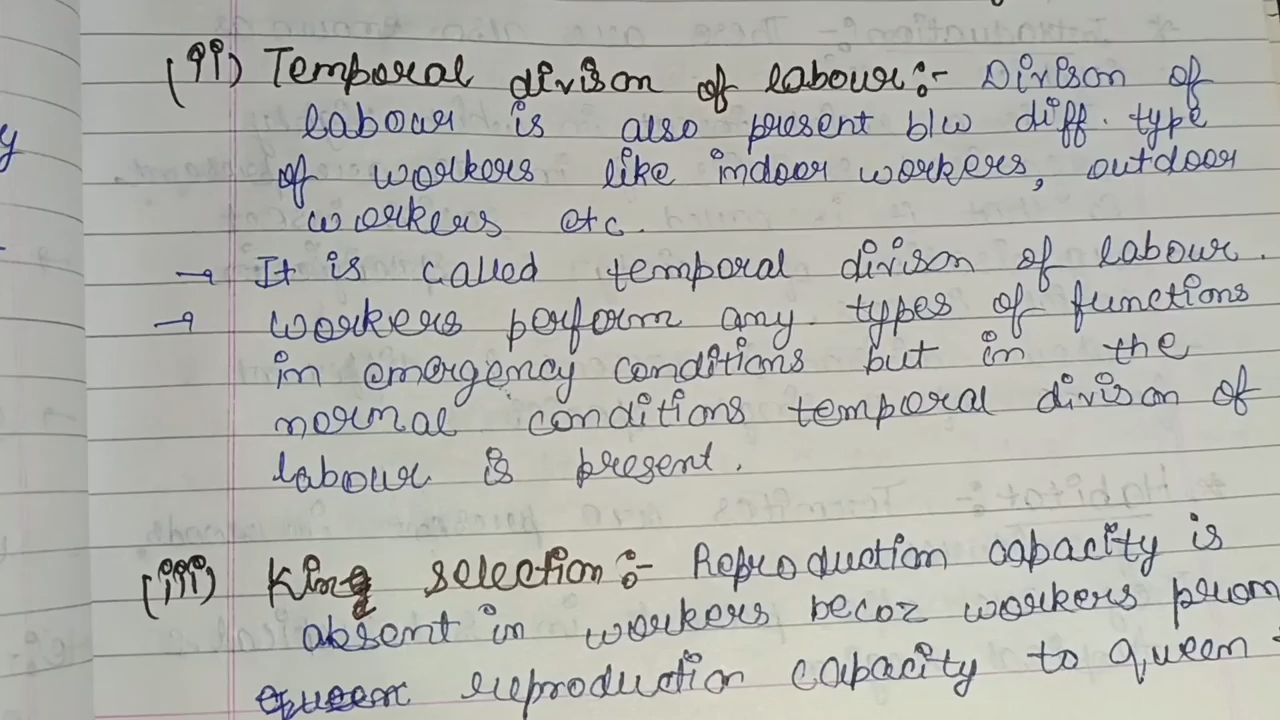 (ii) Temporal divison of labour:- Divison of
labour is also present b/w diff. type
of workers like indoor workers, outdoor
workers etc.
→ It is called temporal divison of labour.
→ workers perform any types of functions
in emergency conditions but in the
normal conditions temporal divison of
labour is present.
(iii) King selection:- Reproduction capacity is
absent in workers becoz workers prom
reproduction capacity to queen